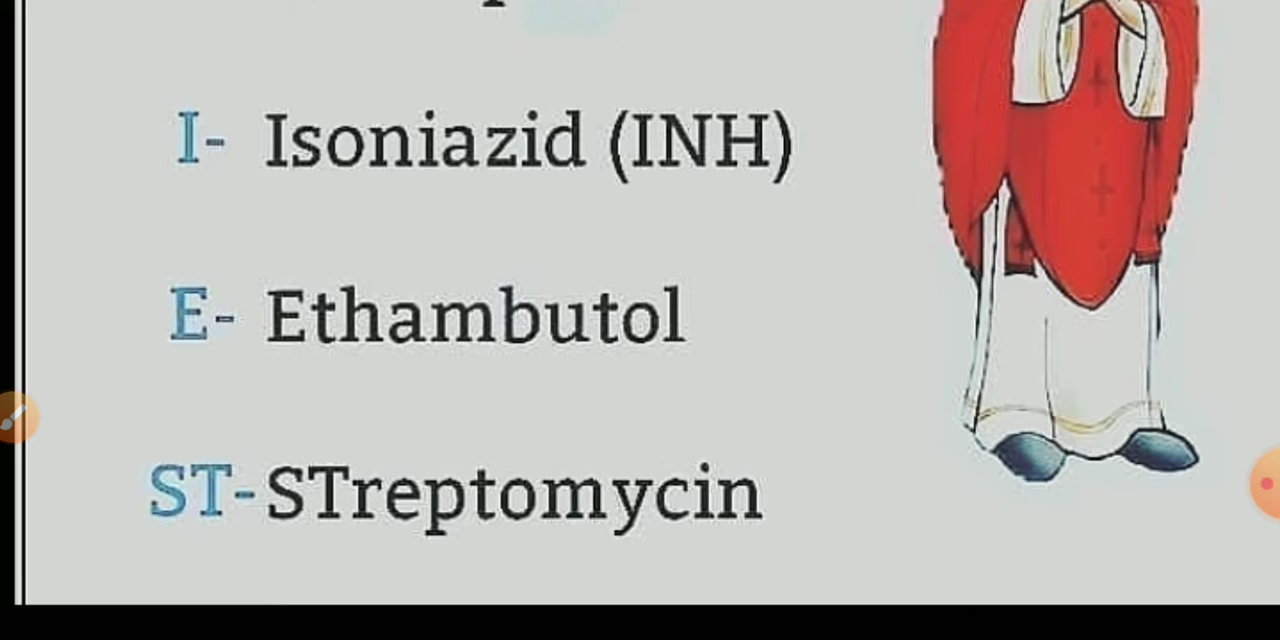 I- Isoniazid (INH)
E- Ethambutol
ST- STreptomycin